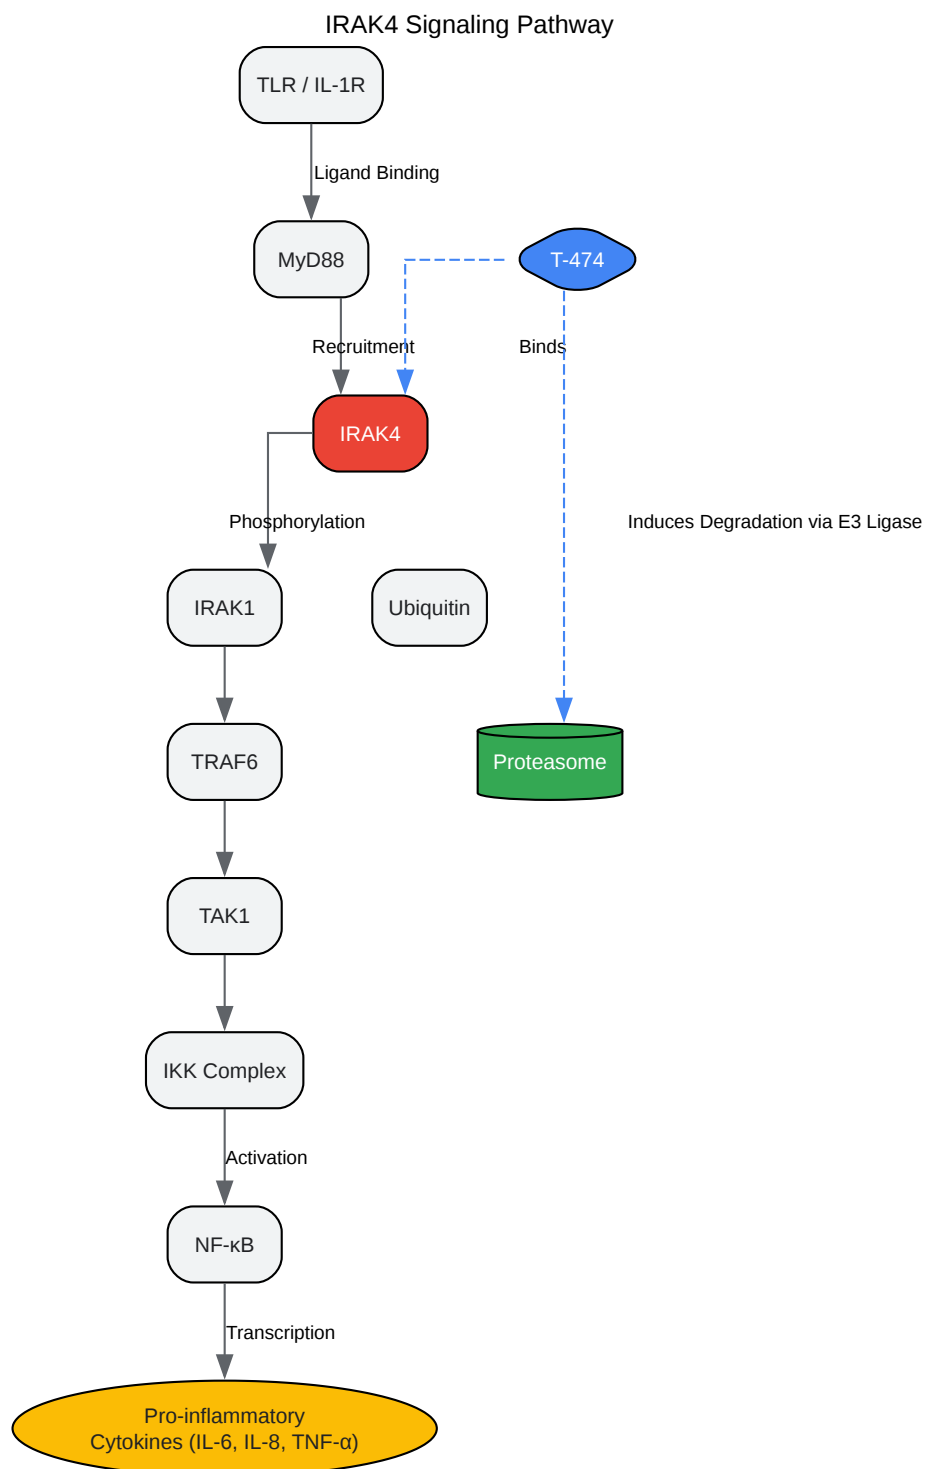 IRAK4 Signaling Pathway
TLR / IL-1R
Ligand Binding
MyD88
T-474
Recruitment
Binds
IRAK4
Phosphorylation
Induces Degradation via E3 Ligase
IRAK1
Ubiquitin
TRAF6
Proteasome
TAK1
IKK Complex
Activation
NF-κB
Transcription
Pro-inflammatory
Cytokines (IL-6, IL-8, TNF-α)